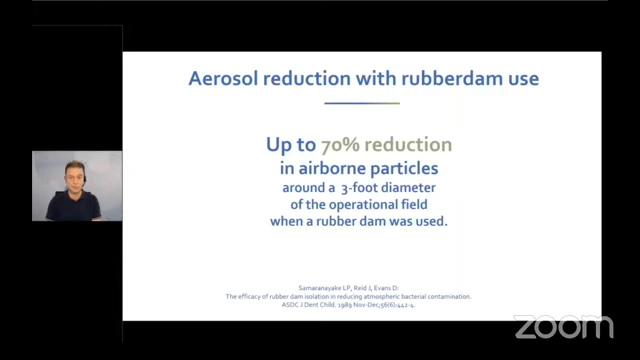 Aerosol reduction with rubberdam use
Up to 70% reduction
in airborne particles
around a 3-foot diameter
of the operational field
when a rubber dam was used.
Samaranayake LP, Reid J, Evans D:
The efficacy of rubber dam isolation in reducing atmospheric bacterial contamination.
ASDC J Dent Child. 1989 Nov-Dec;56(6):442-4.
zoom